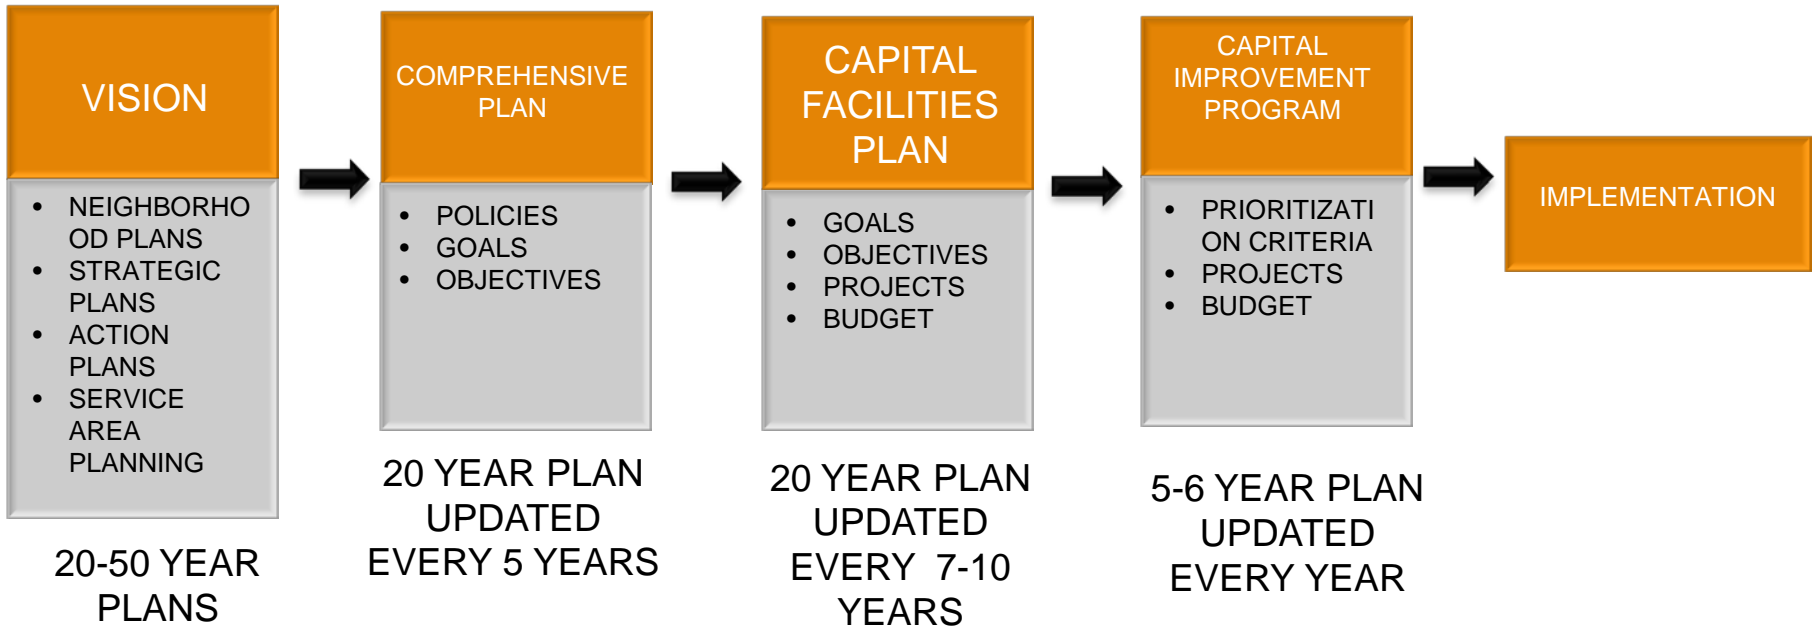 VISION
• NEIGHBORHO
OD PLANS
• STRATEGIC
PLANS
• ACTION
PLANS
• SERVICE
AREA
PLANNING
20-50 YEAR
PLANS
COMPREHENSIVE
PLAN
• POLICIES
• GOALS
• OBJECTIVES
20 YEAR PLAN
UPDATED
EVERY 5 YEARS
CAPITAL
FACILITIES
PLAN
• GOALS
• OBJECTIVES
• PROJECTS
• BUDGET
20 YEAR PLAN
UPDATED
EVERY 7-10
YEARS
CAPITAL
IMPROVEMENT
PROGRAM
• PRIORITIZATI
ON CRITERIA
• PROJECTS
• BUDGET
5-6 YEAR PLAN
UPDATED
EVERY YEAR
IMPLEMENTATION